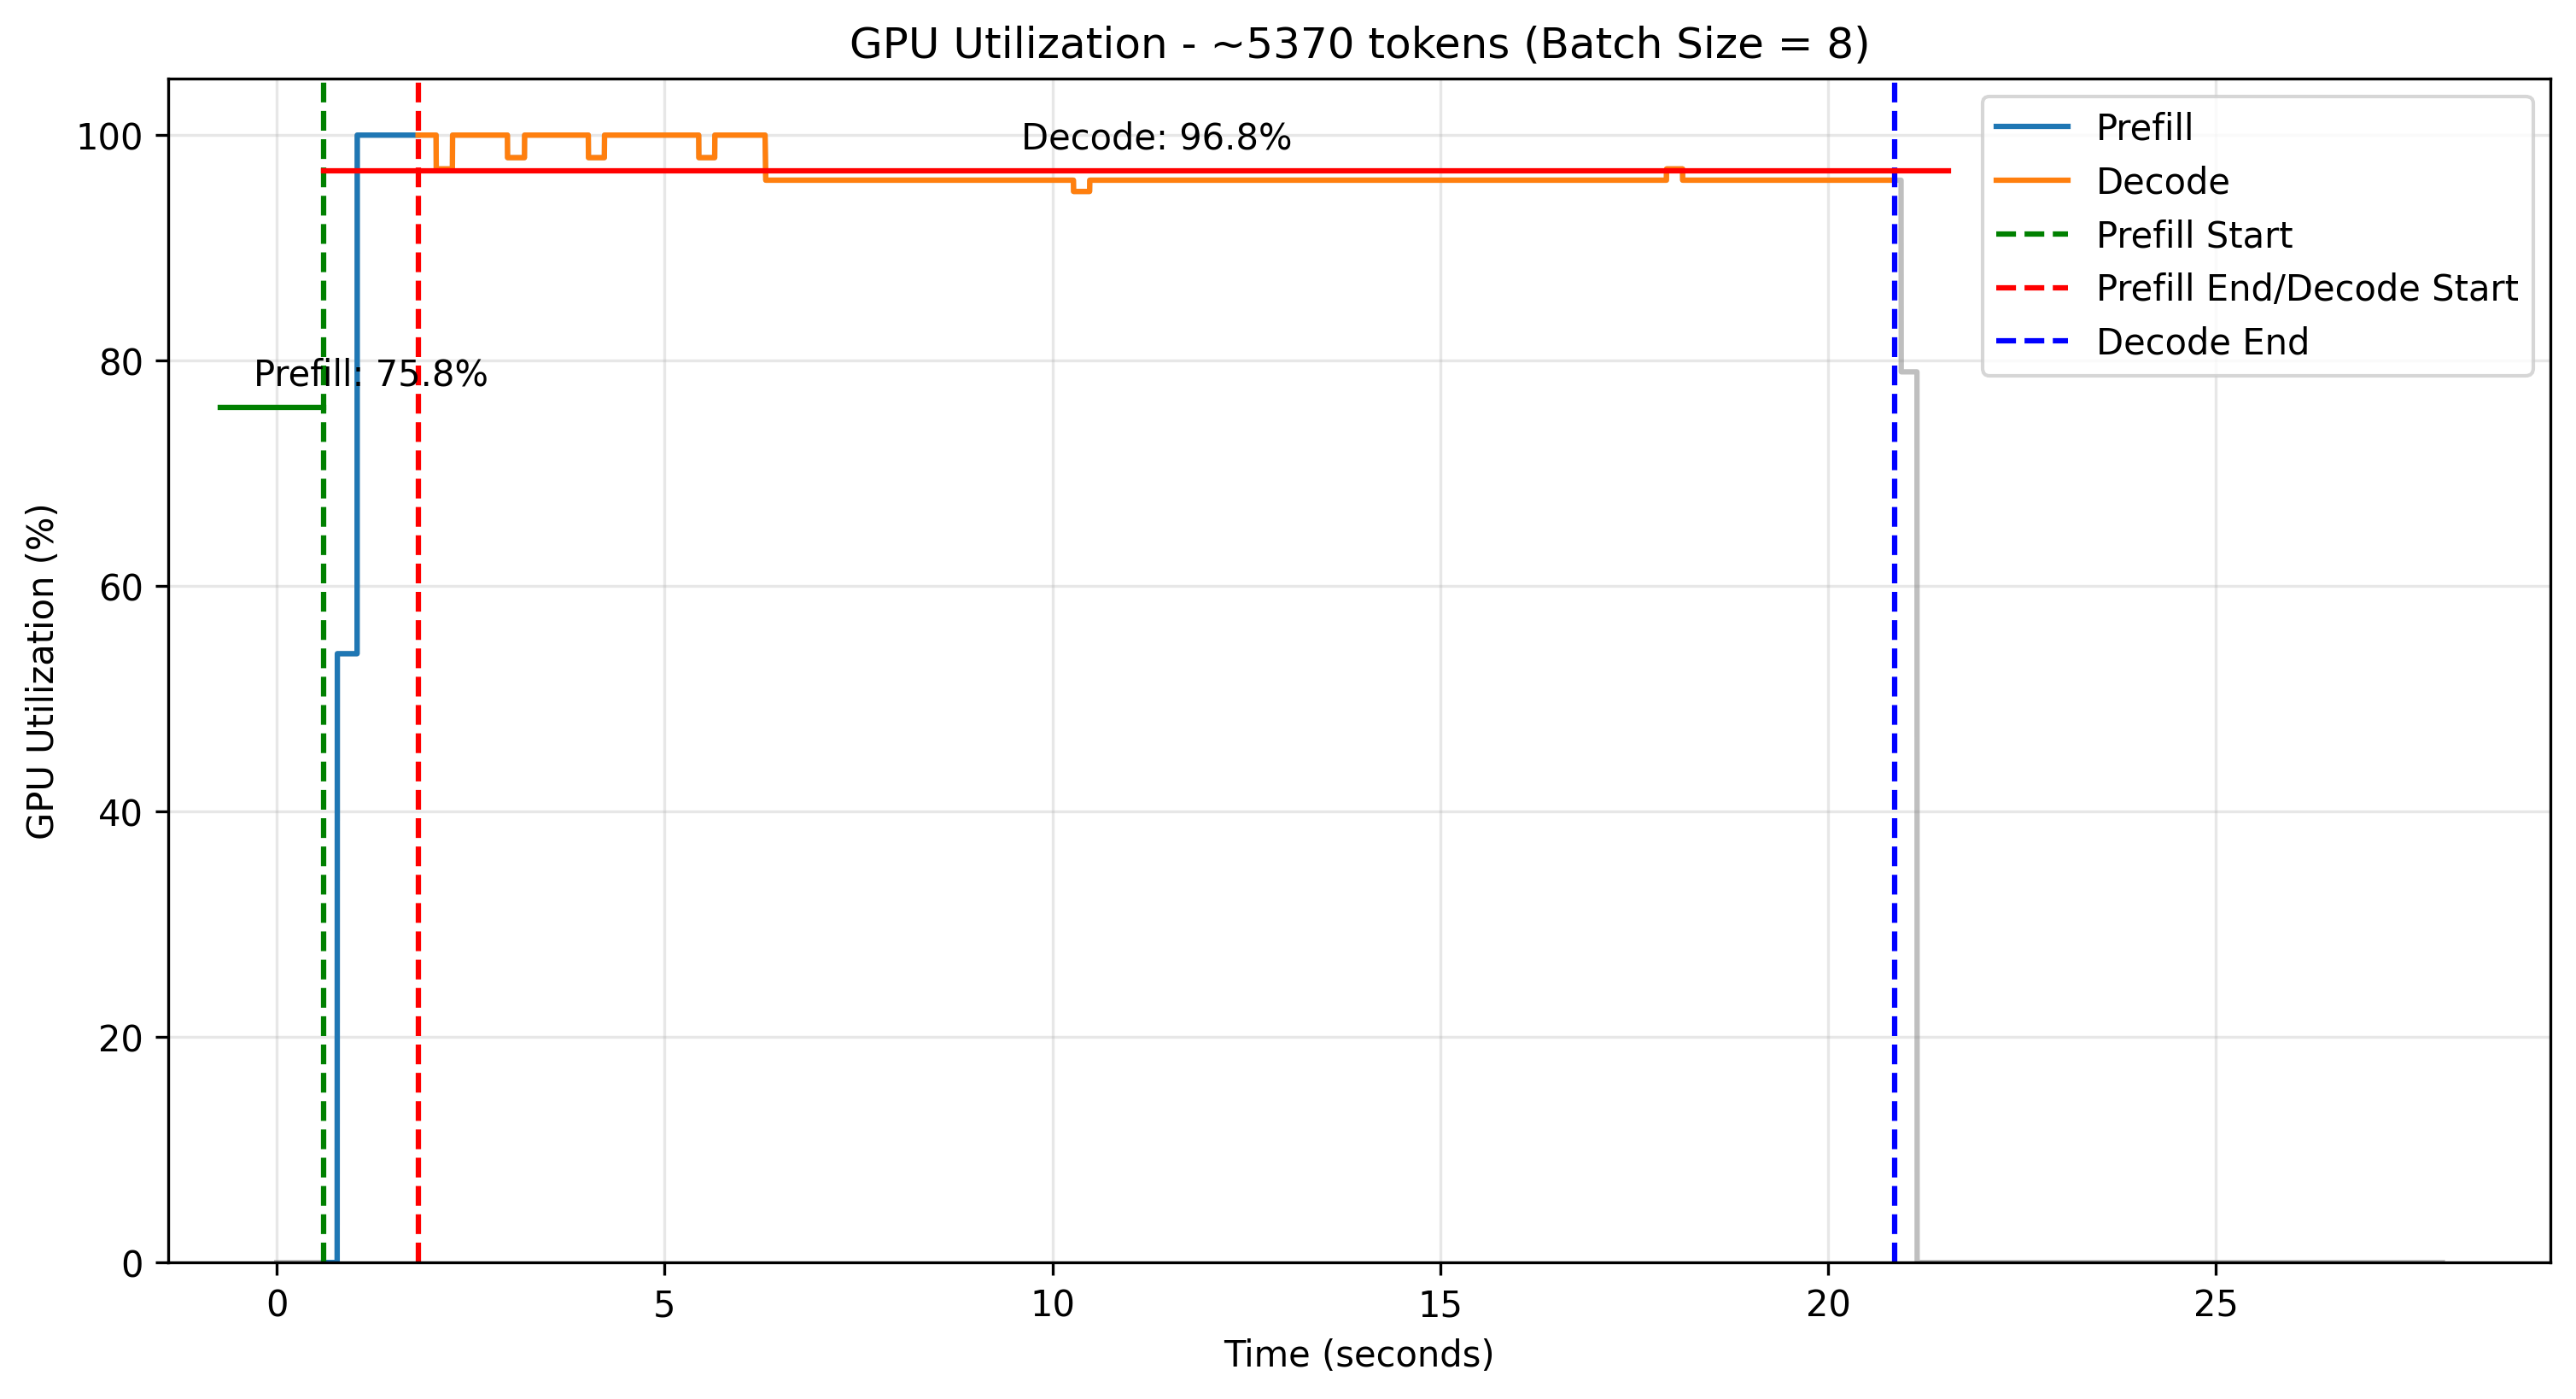 GPU Utilization - ~5370 tokens (Batch Size = 8)
GPU Utilization (%)
100
80
60
40
20
0
Decode: 96.8%
Prefill: 75.8%
Prefill
Decode
Prefill Start
Prefill End/Decode Start
Decode End
0
5
10
15
20
25
Time (seconds)